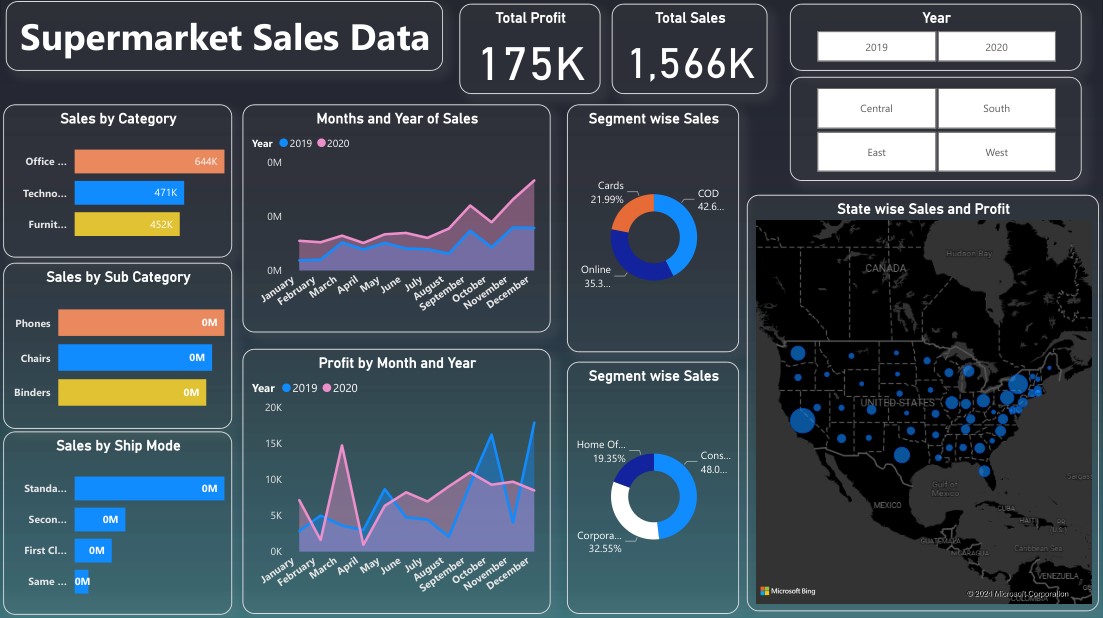 Supermarket Sales Data
Total Profit
175K
Total Sales
1,566K
Year
2019
2020
Central
South
East
West
Sales by Category
Office ...
644K
Techno...
471K
Furnit...
452K
Sales by Sub Category
Phones
0M
Chairs
0M
Binders
0M
Sales by Ship Mode
Standa...
0M
Secon...
0M
First Cl...
0M
Same ...
0M
Months and Year of Sales
Year 2019 2020
0M
0M
0M
January
February
March
April
May
June
July
August
September
October
November
December
Profit by Month and Year
Year 2019 2020
20K
15K
10K
5K
0K
January
February
March
April
May
June
July
August
September
October
November
December
Segment wise Sales
Cards
21.99%
COD
42.6...
Online
35.3...
Segment wise Sales
Home Of...
19.35%
Cons...
48.0...
Corpora...
32.55%
State wise Sales and Profit
Hudson Bay
CANADA
UNITED STATES
MEXICO
Gulf of
Mexico
CUBA
HAITI
GUATEMALA
NICARAGUA
Caribbean Sea
VENEZUELA
COLOMBIA
Microsoft Bing
© 2024 Microsoft Corporation